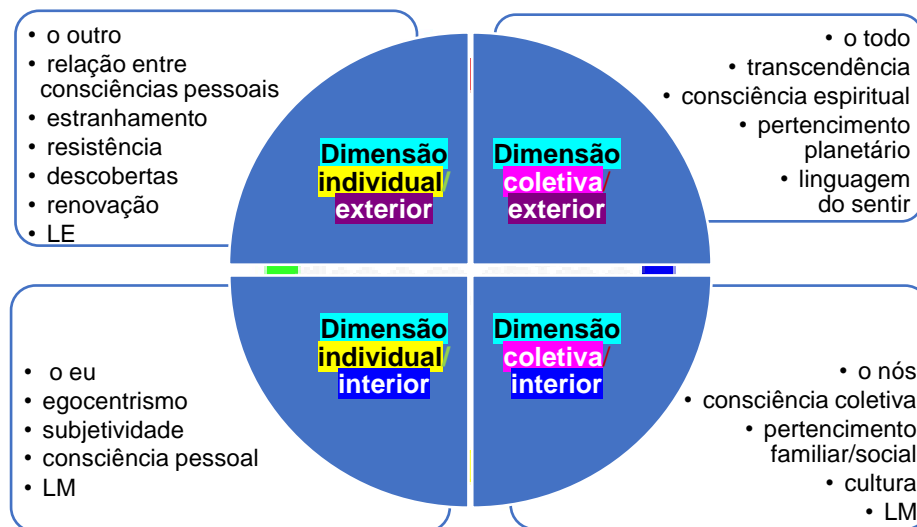 • o outro
• relação entre
consciências pessoais
• estranhamento
• resistência
• descobertas
• renovação
• LE
Dimensão
individual/
exterior
Dimensão
coletiva/
exterior
• o todo
• transcendência
• consciência espiritual
• pertencimento
planetário
• linguagem
do sentir
• o eu
• egocentrismo
• subjetividade
• consciência pessoal
• LM
Dimensão
individual/
interior
Dimensão
coletiva/
interior
• o nós
• consciência coletiva
• pertencimento
familiar/social
• cultura
• LM